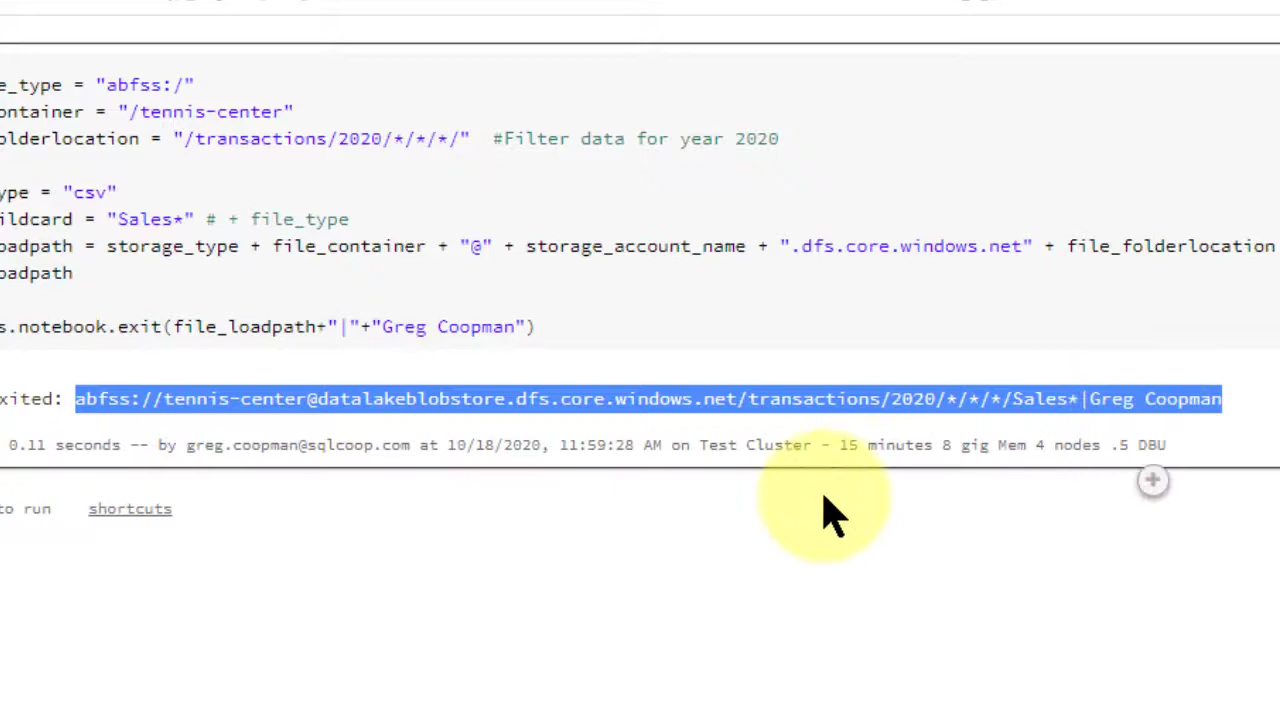 e_type = "abfss:/"
ontainer = "/tennis-center"
olderlocation = "/transactions/2020/*/*/*/"  #Filter data for year 2020
ype = "csv"
ildcard = "Sales*" # + file_type
oadpath = storage_type + file_container + "@" + storage_account_name + ".dfs.core.windows.net" + file_folderlocation
oadpath
s.notebook.exit(file_loadpath+"|"+"Greg Coopman")
xited: abfss://tennis-center@datalakeblobstore.dfs.core.windows.net/transactions/2020/*/*/*/Sales*|Greg Coopman
0.11 seconds -- by greg.coopman@sqlcoop.com at 10/18/2020, 11:59:28 AM on Test Cluster - 15 minutes 8 gig Mem 4 nodes .5 DBU
to run shortcuts